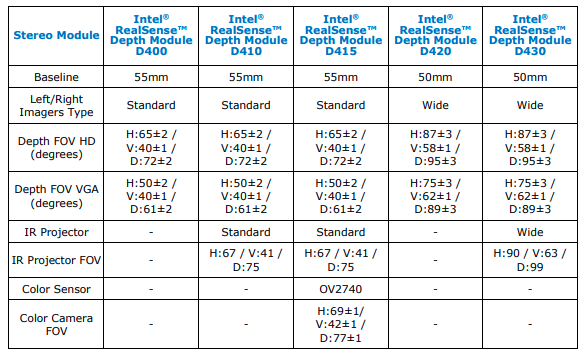 Stereo Module Intel® RealSense™ Depth Module D400 Intel® RealSense™ Depth Module D410 Intel® RealSense™ Depth Module D415 Intel® RealSense™ Depth Module D420 Intel® RealSense™ Depth Module D430
Baseline 55mm 55mm 55mm 50mm 50mm
Left/Right Imagers Type Standard Standard Standard Wide Wide
Depth FOV HD (degrees) H:65±2 / V:40±1 / D:72±2 H:65±2 / V:40±1 / D:72±2 H:65±2 / V:40±1 / D:72±2 H:87±3 / V:58±1 / D:95±3 H:87±3 / V:58±1 / D:95±3
Depth FOV VGA (degrees) H:50±2 / V:40±1 / D:61±2 H:50±2 / V:40±1 / D:61±2 H:50±2 / V:40±1 / D:61±2 H:75±3 / V:62±1 / D:89±3 H:75±3 / V:62±1 / D:89±3
IR Projector - Standard Standard - Wide
IR Projector FOV - H:67 / V:41 / D:75 H:67 / V:41 / D:75 - H:90 / V:63 / D:99
Color Sensor - - OV2740 - -
Color Camera FOV - - H:69±1/ V:42±1 / D:77±1 - -